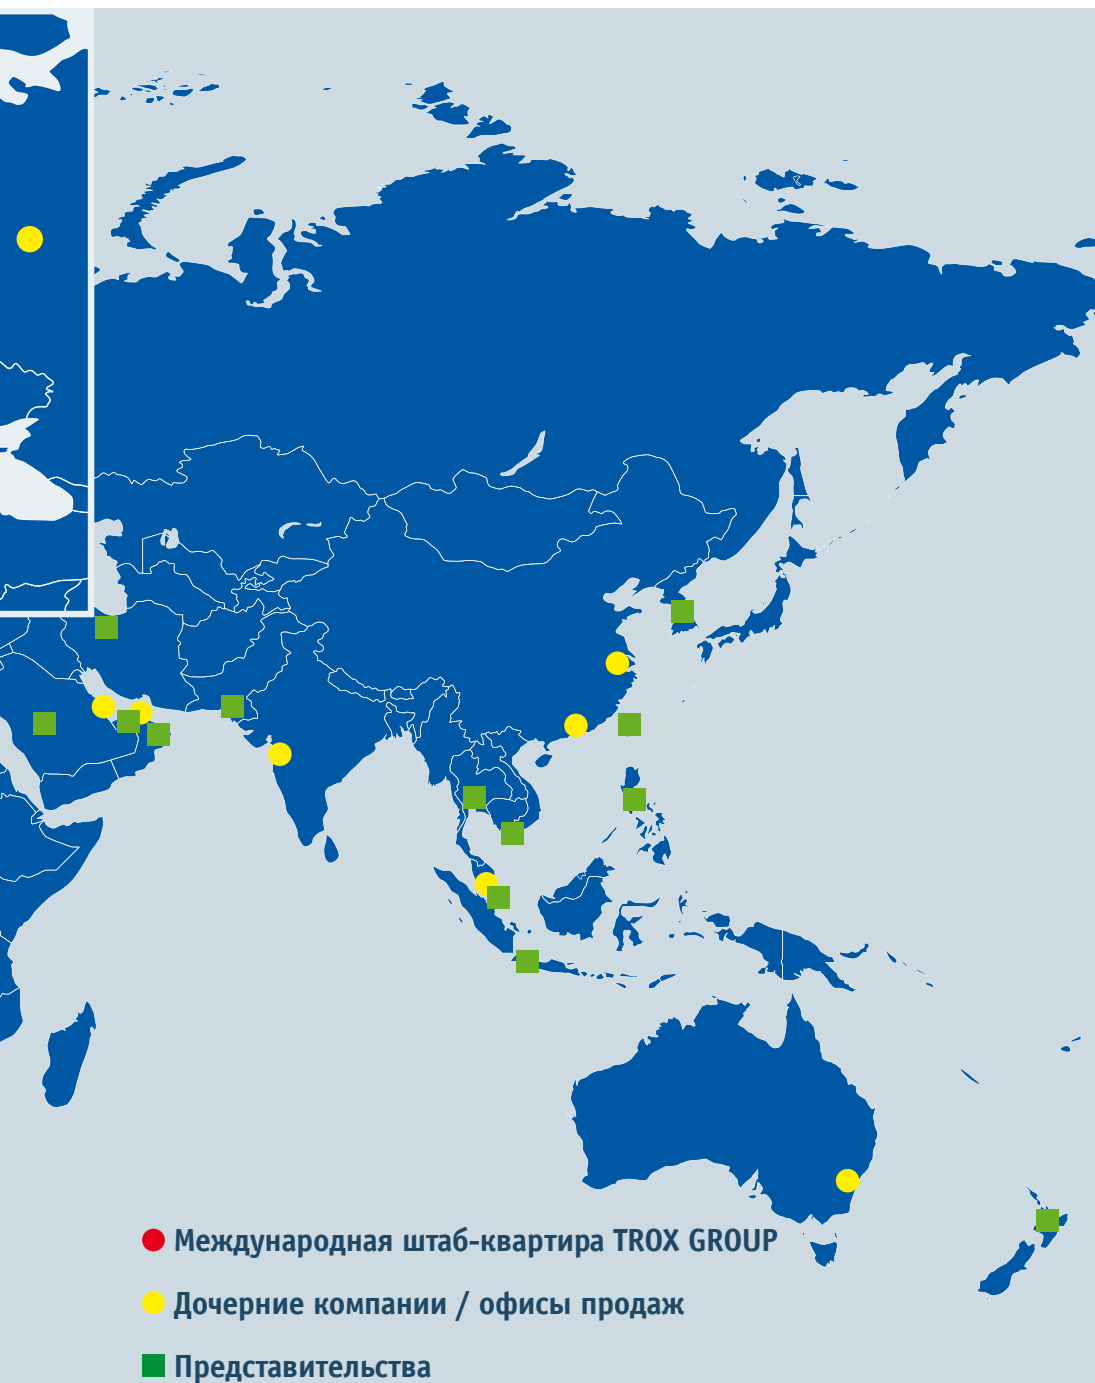 Международная штаб-квартира TROX GROUP
Дочерние компании / офисы продаж
Представительства